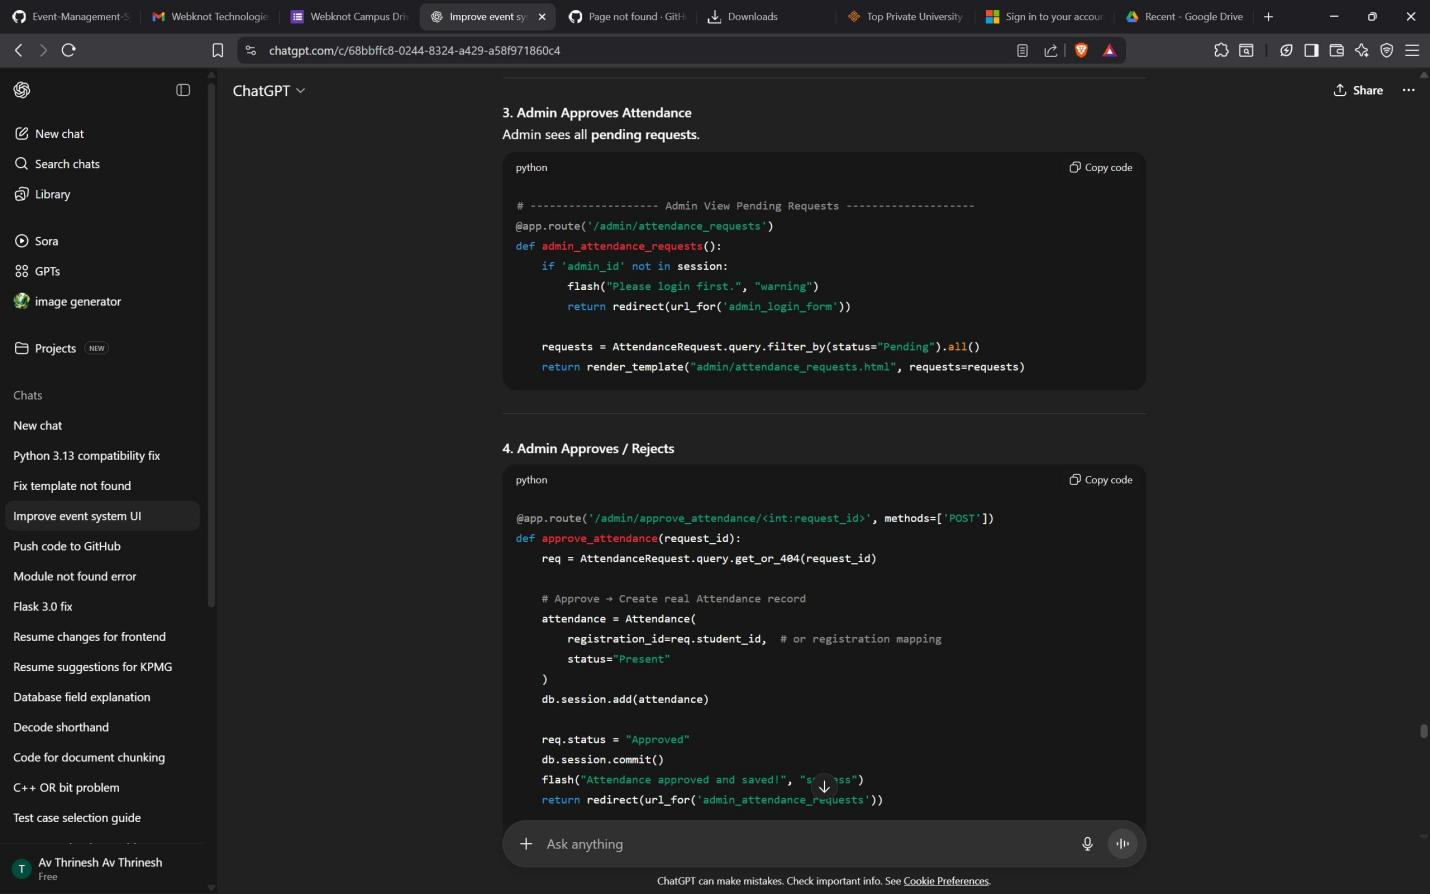 Event-Management-S
Webknot Technologie
Webknot Campus Dri
Improve event sy
Page not found · GitH
Downloads
Top Private University
Sign in to your accou
Recent - Google Drive
chatgpt.com/c/68bbffc8-0244-8324-a429-a58f971860c4
ChatGPT
Share
New chat
Search chats
Library
Sora
GPTs
image generator
Projects NEW
Chats
New chat
Python 3.13 compatibility fix
Fix template not found
Improve event system UI
Push code to GitHub
Module not found error
Flask 3.0 fix
Resume changes for frontend
Resume suggestions for KPMG
Database field explanation
Decode shorthand
Code for document chunking
C++ OR bit problem
Test case selection guide
T
Av Thrinesh Av Thrinesh
Free
3. Admin Approves Attendance
Admin sees all pending requests.
python
Copy code
# -------------------- Admin View Pending Requests --------------------
@app.route('/admin/attendance_requests')
def admin_attendance_requests():
    if 'admin_id' not in session:
        flash("Please login first.", "warning")
        return redirect(url_for('admin_login_form'))
    requests = AttendanceRequest.query.filter_by(status="Pending").all()
    return render_template("admin/attendance_requests.html", requests=requests)
4. Admin Approves / Rejects
python
Copy code
@app.route('/admin/approve_attendance/<int:request_id>', methods=['POST'])
def approve_attendance(request_id):
    req = AttendanceRequest.query.get_or_404(request_id)
    # Approve → Create real Attendance record
    attendance = Attendance(
        registration_id=req.student_id,  # or registration mapping
        status="Present"
    )
    db.session.add(attendance)
    req.status = "Approved"
    db.session.commit()
    flash("Attendance approved and saved!", "success")
    return redirect(url_for('admin_attendance_requests'))
Ask anything
ChatGPT can make mistakes. Check important info. See Cookie Preferences.